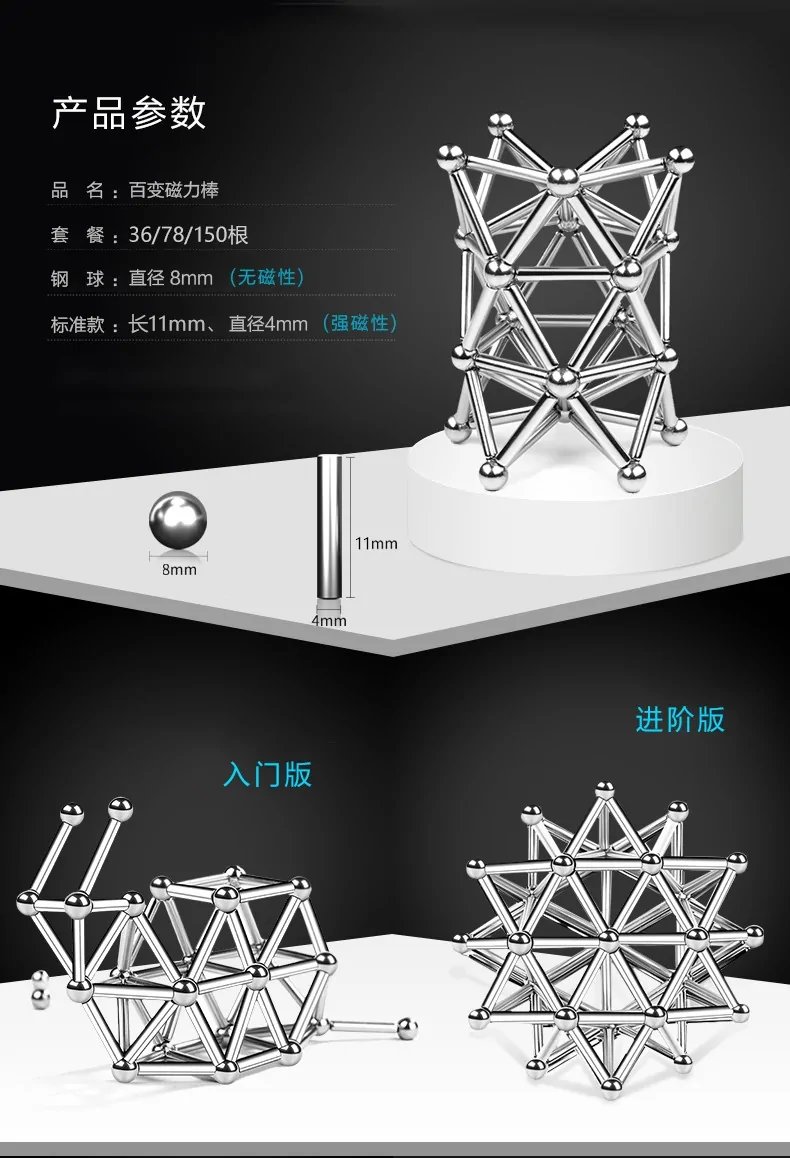 产品参数
品 名：百变磁力棒
套 餐：36/78/150根
钢 球：直径 8mm （无磁性）
标准款：长11mm、直径4mm （强磁性）
11mm
8mm
4mm
进阶版
入门版